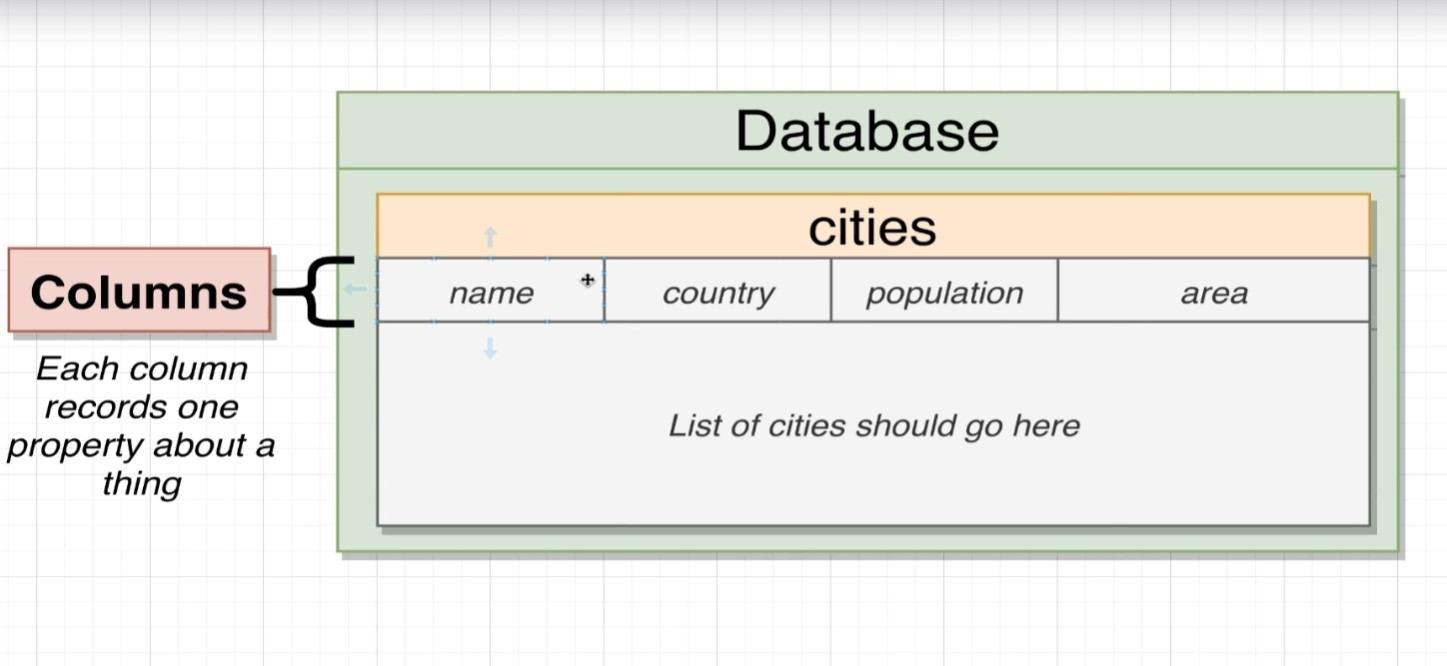 Database
cities
Columns
name country population area
Each column
records one
property about a
thing
List of cities should go here